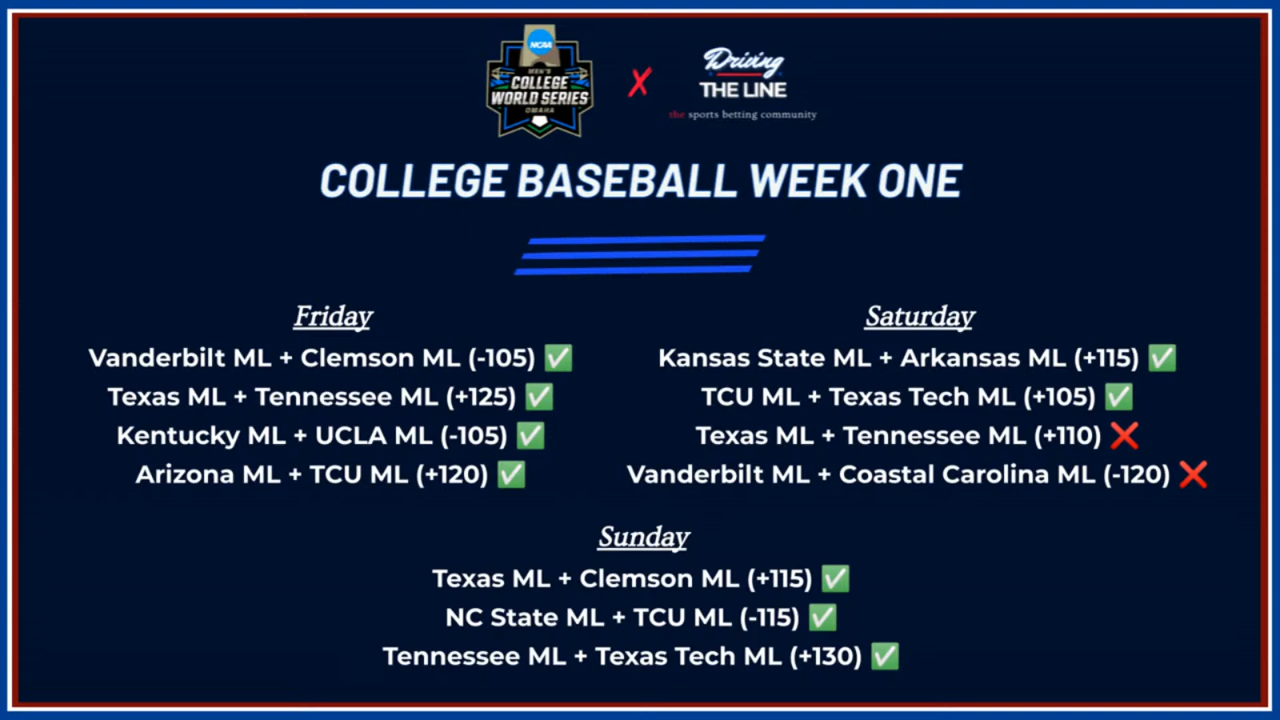 NCAA
MEN'S
COLLEGE
WORLD SERIES
OMAHA
X
Driving
THE LINE
the sports betting community
COLLEGE BASEBALL WEEK ONE
Friday
Vanderbilt ML + Clemson ML (-105) ✅
Texas ML + Tennessee ML (+125) ✅
Kentucky ML + UCLA ML (-105) ✅
Arizona ML + TCU ML (+120) ✅
Saturday
Kansas State ML + Arkansas ML (+115) ✅
TCU ML + Texas Tech ML (+105) ✅
Texas ML + Tennessee ML (+110) ❌
Vanderbilt ML + Coastal Carolina ML (-120) ❌
Sunday
Texas ML + Clemson ML (+115) ✅
NC State ML + TCU ML (-115) ✅
Tennessee ML + Texas Tech ML (+130) ✅